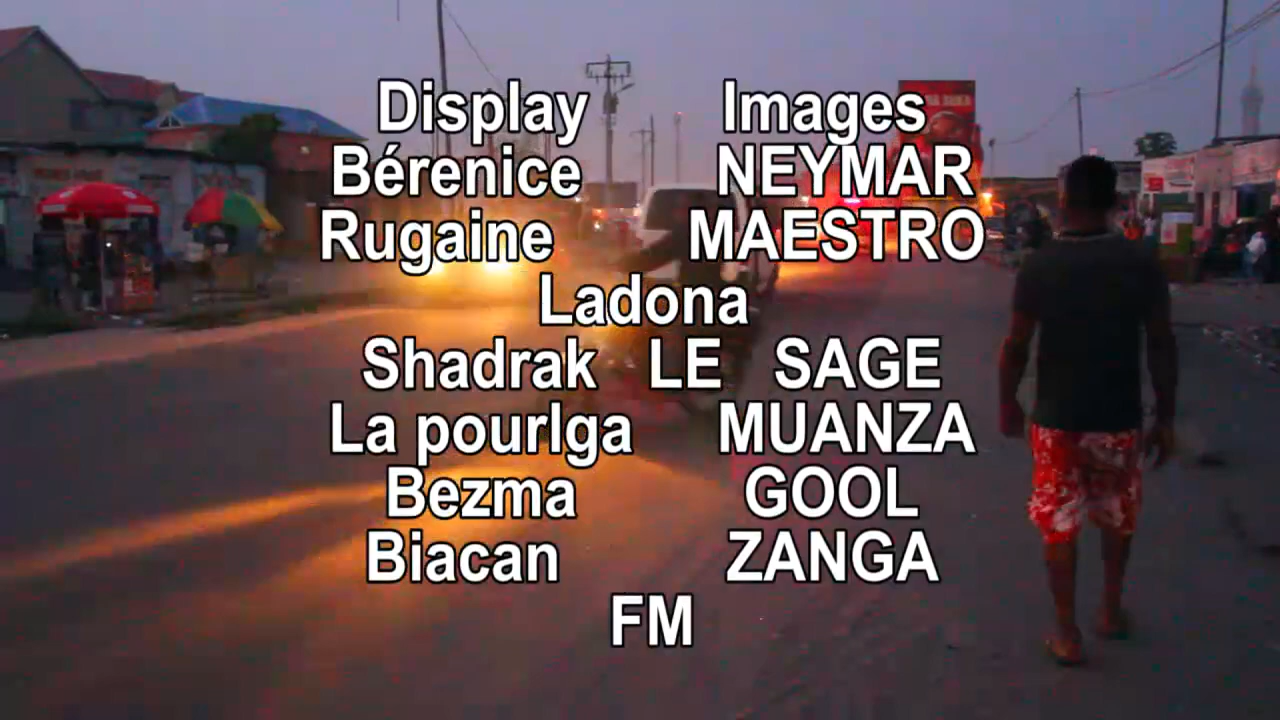 Display Images
Bérenice NEYMAR
Rugaine MAESTRO
Ladona
Shadrak LE SAGE
La pourlga MUANZA
Bezma GOOL
Biacan ZANGA
FM